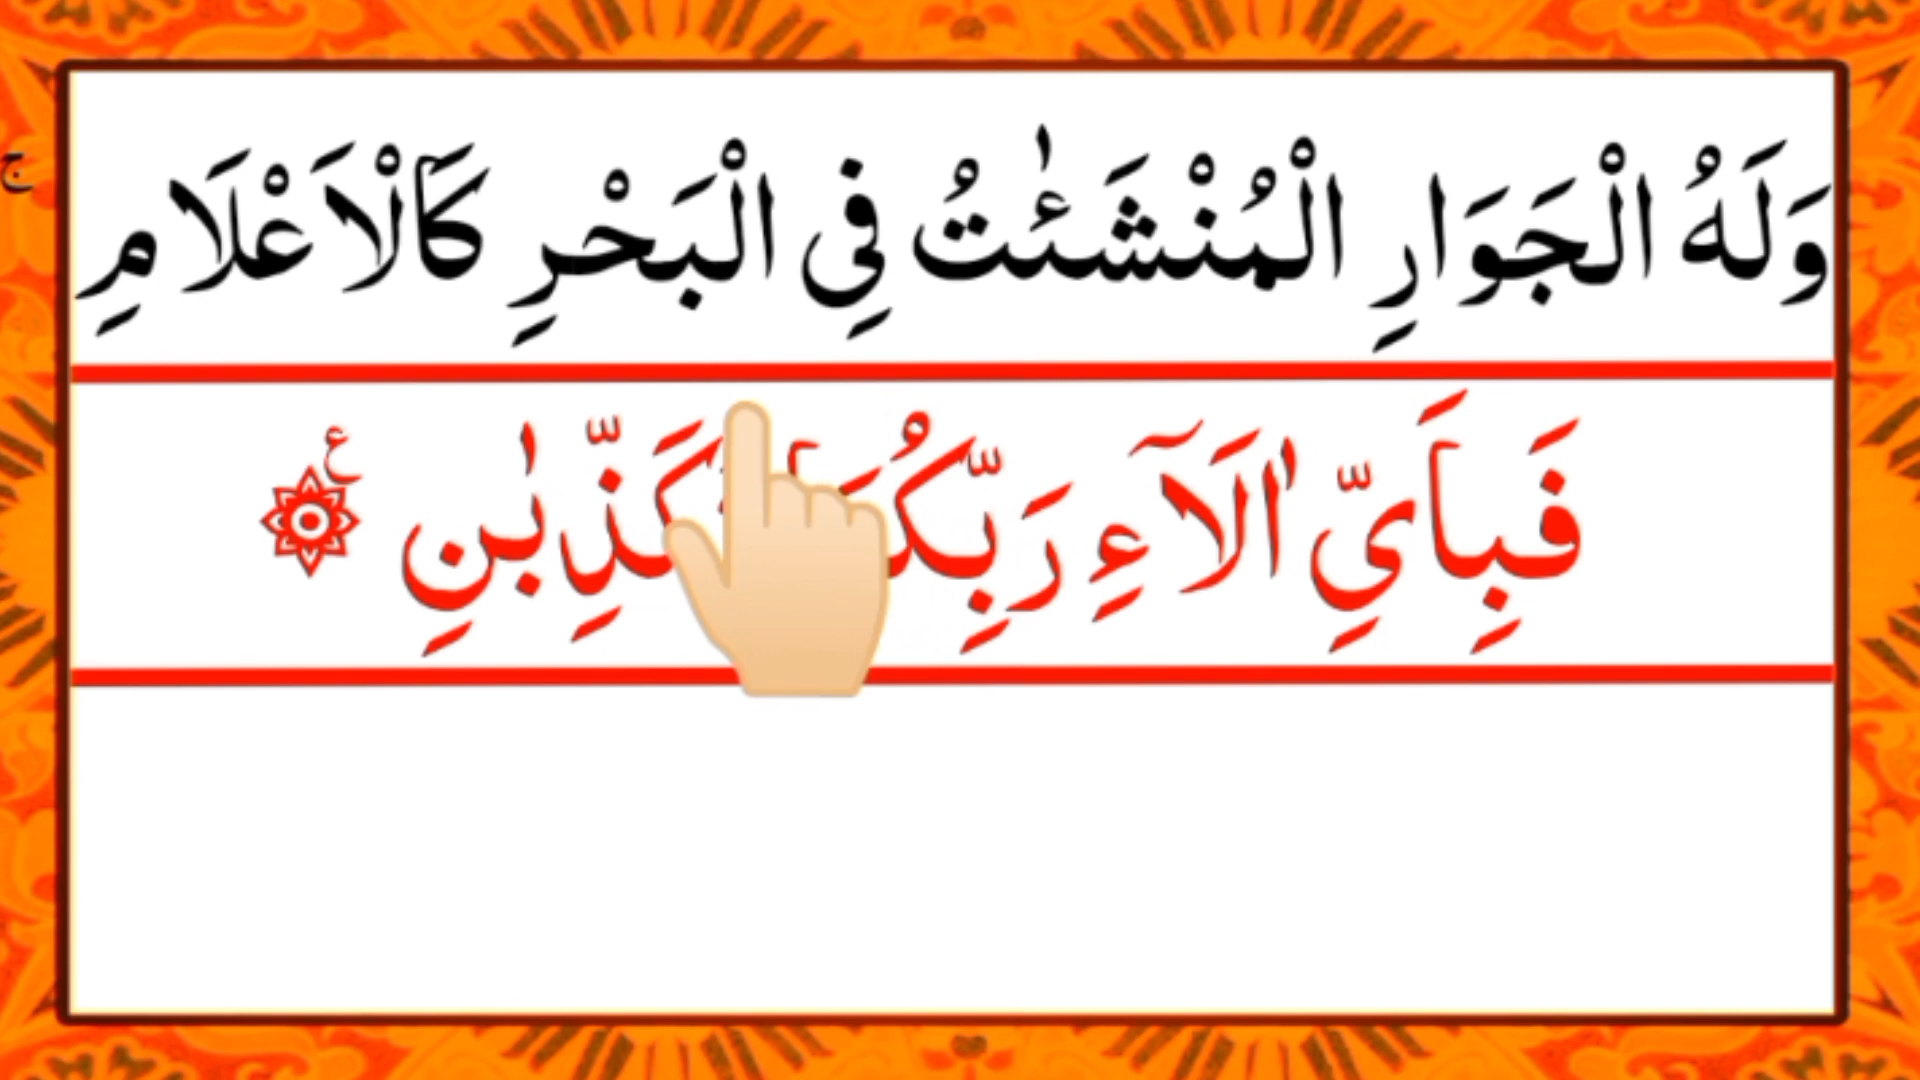 وَلَهُ الْجَوَارِ الْمُنْشَئٰتُ فِي الْبَحْرِ كَالْاَعْلَامِ ج
فَبِاَيِّ اٰلَآءِ رَبِّكُمَا تُكَذِّبٰنِ ع